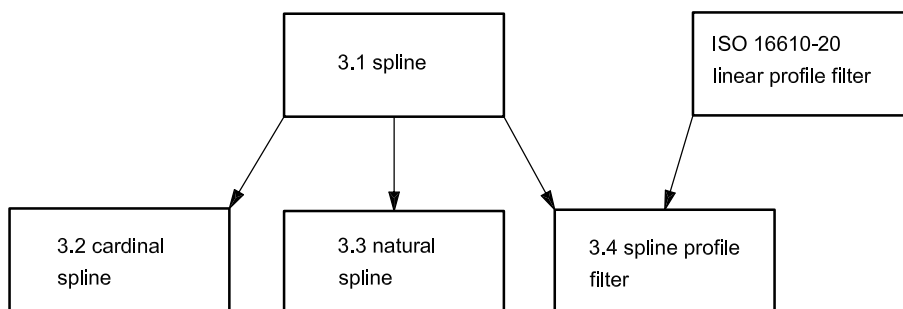 3.1 spline
ISO 16610-20
linear profile filter
3.2 cardinal
spline
3.3 natural
spline
3.4 spline profile
filter